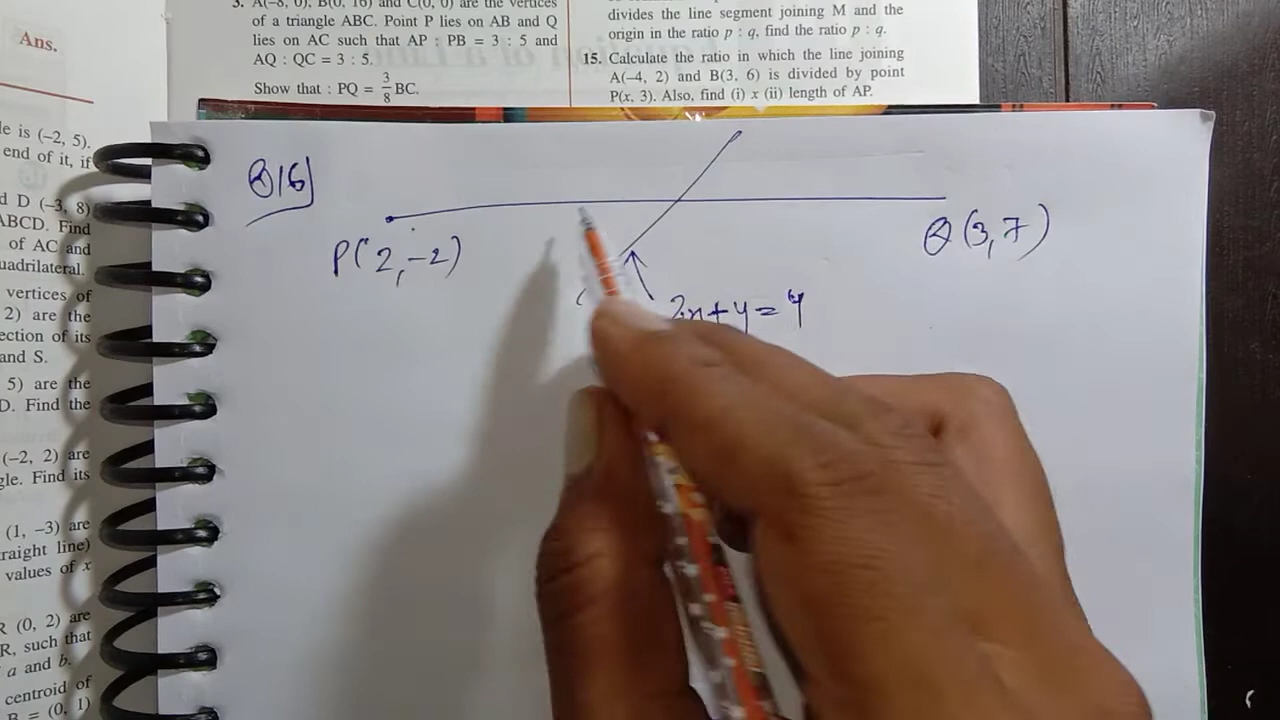 Ans.
le is (–2, 5).
end of it, if
d D (–3, 8)
ABCD. Find
of AC and
uadrilateral.
vertices of
2) are the
ection of its
and S.
5) are the
D. Find the
(–2, 2) are
gle. Find its
(1, –3) are
raight line)
values of x
R (0, 2) are
R, such that
a and b.
centroid of
B = (0, 1)
3. A(–8, 0), B(0, 16) and C(0, 0) are the vertices
of a triangle ABC. Point P lies on AB and Q
lies on AC such that AP : PB = 3 : 5 and
AQ : QC = 3 : 5.
Show that : PQ = 3/8 BC.
divides the line segment joining M and the
origin in the ratio p : q, find the ratio p : q.
15. Calculate the ratio in which the line joining
A(–4, 2) and B(3, 6) is divided by point
P(x, 3). Also, find (i) x (ii) length of AP.
Q16
P(2,-2)
Q(3,7)
2x+y=4